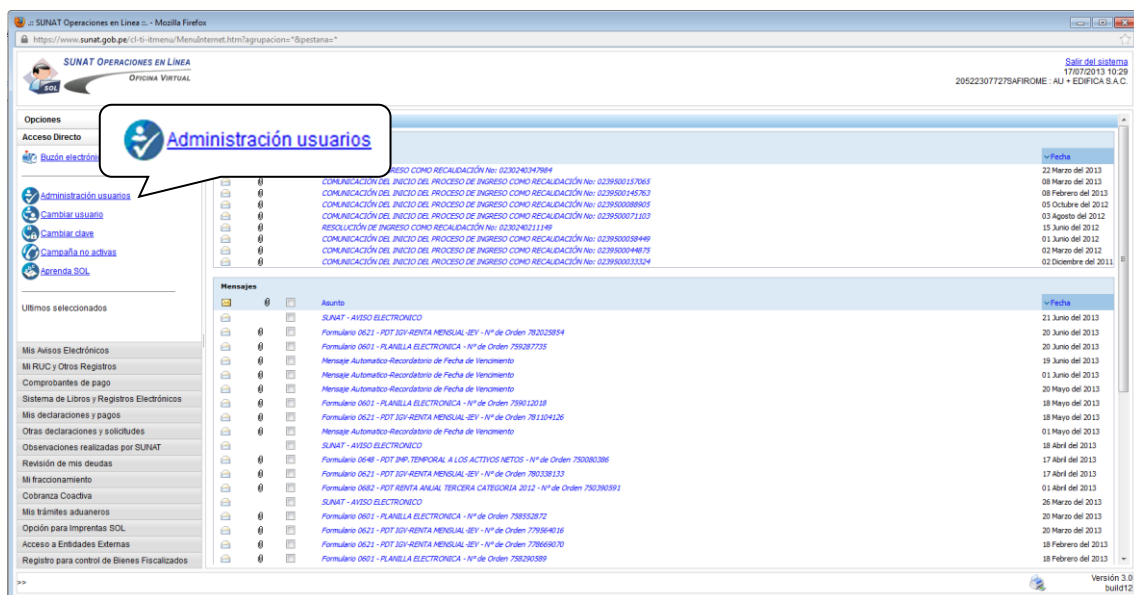 .:: SUNAT Operaciones en Linea ::. - Mozilla Firefox
https://www.sunat.gob.pe/cl-ti-itmenu/MenuInternet.htm?agrupacion=*&pestana=*
SUNAT OPERACIONES EN LÍNEA
OFICINA VIRTUAL
SOL
Salir del sistema
17/07/2013 10:29
20522307727SAFIROME : AU + EDIFICA S.A.C.
Opciones
Acceso Directo
Buzón electróni
Administración usuarios
Administración usuarios
Cambiar usuario
Cambiar clave
Campaña no activas
Aprenda SOL
Ultimos seleccionados
Mis Avisos Electrónicos
Mi RUC y Otros Registros
Comprobantes de pago
Sistema de Libros y Registros Electrónicos
Mis declaraciones y pagos
Otras declaraciones y solicitudes
Observaciones realizadas por SUNAT
Revisión de mis deudas
Mi fraccionamiento
Cobranza Coactiva
Mis trámites aduaneros
Opción para Imprentas SOL
Acceso a Entidades Externas
Registro para control de Bienes Fiscalizados
Fecha
GRESO COMO RECAUDACIÓN No: 0230240347984 22 Marzo del 2013
COMUNICACIÓN DEL INICIO DEL PROCESO DE INGRESO COMO RECAUDACIÓN No: 0239500157065 08 Marzo del 2013
COMUNICACIÓN DEL INICIO DEL PROCESO DE INGRESO COMO RECAUDACIÓN No: 0239500145763 08 Febrero del 2013
COMUNICACIÓN DEL INICIO DEL PROCESO DE INGRESO COMO RECAUDACIÓN No: 0239500088905 05 Octubre del 2012
COMUNICACIÓN DEL INICIO DEL PROCESO DE INGRESO COMO RECAUDACIÓN No: 0239500071103 03 Agosto del 2012
RESOLUCIÓN DE INGRESO COMO RECAUDACIÓN No: 0230240211149 15 Junio del 2012
COMUNICACIÓN DEL INICIO DEL PROCESO DE INGRESO COMO RECAUDACIÓN No: 0239500058449 01 Junio del 2012
COMUNICACIÓN DEL INICIO DEL PROCESO DE INGRESO COMO RECAUDACIÓN No: 0239500044875 02 Marzo del 2012
COMUNICACIÓN DEL INICIO DEL PROCESO DE INGRESO COMO RECAUDACIÓN No: 0239500033324 02 Diciembre del 2011
Mensajes
Asunto Fecha
SUNAT - AVISO ELECTRONICO 21 Junio del 2013
Formulario 0621 - PDT IGV-RENTA MENSUAL-IEV - Nº de Orden 782025854 20 Junio del 2013
Formulario 0601 - PLANILLA ELECTRONICA - Nº de Orden 759287735 20 Junio del 2013
Mensaje Automatico-Recordatorio de Fecha de Vencimiento 19 Junio del 2013
Mensaje Automatico-Recordatorio de Fecha de Vencimiento 01 Junio del 2013
Mensaje Automatico-Recordatorio de Fecha de Vencimiento 20 Mayo del 2013
Formulario 0601 - PLANILLA ELECTRONICA - Nº de Orden 759012018 18 Mayo del 2013
Formulario 0621 - PDT IGV-RENTA MENSUAL-IEV - Nº de Orden 781104126 18 Mayo del 2013
Mensaje Automatico-Recordatorio de Fecha de Vencimiento 01 Mayo del 2013
SUNAT - AVISO ELECTRONICO 18 Abril del 2013
Formulario 0648 - PDT IMP.TEMPORAL A LOS ACTIVOS NETOS - Nº de Orden 750080386 17 Abril del 2013
Formulario 0621 - PDT IGV-RENTA MENSUAL-IEV - Nº de Orden 780338133 17 Abril del 2013
Formulario 0682 - PDT RENTA ANUAL TERCERA CATEGORIA 2012 - Nº de Orden 750390591 01 Abril del 2013
SUNAT - AVISO ELECTRONICO 26 Marzo del 2013
Formulario 0601 - PLANILLA ELECTRONICA - Nº de Orden 758552872 20 Marzo del 2013
Formulario 0621 - PDT IGV-RENTA MENSUAL-IEV - Nº de Orden 779564016 20 Marzo del 2013
Formulario 0621 - PDT IGV-RENTA MENSUAL-IEV - Nº de Orden 778669070 18 Febrero del 2013
Formulario 0601 - PLANILLA ELECTRONICA - Nº de Orden 758290589 18 Febrero del 2013
>>
Versión 3.0
build12